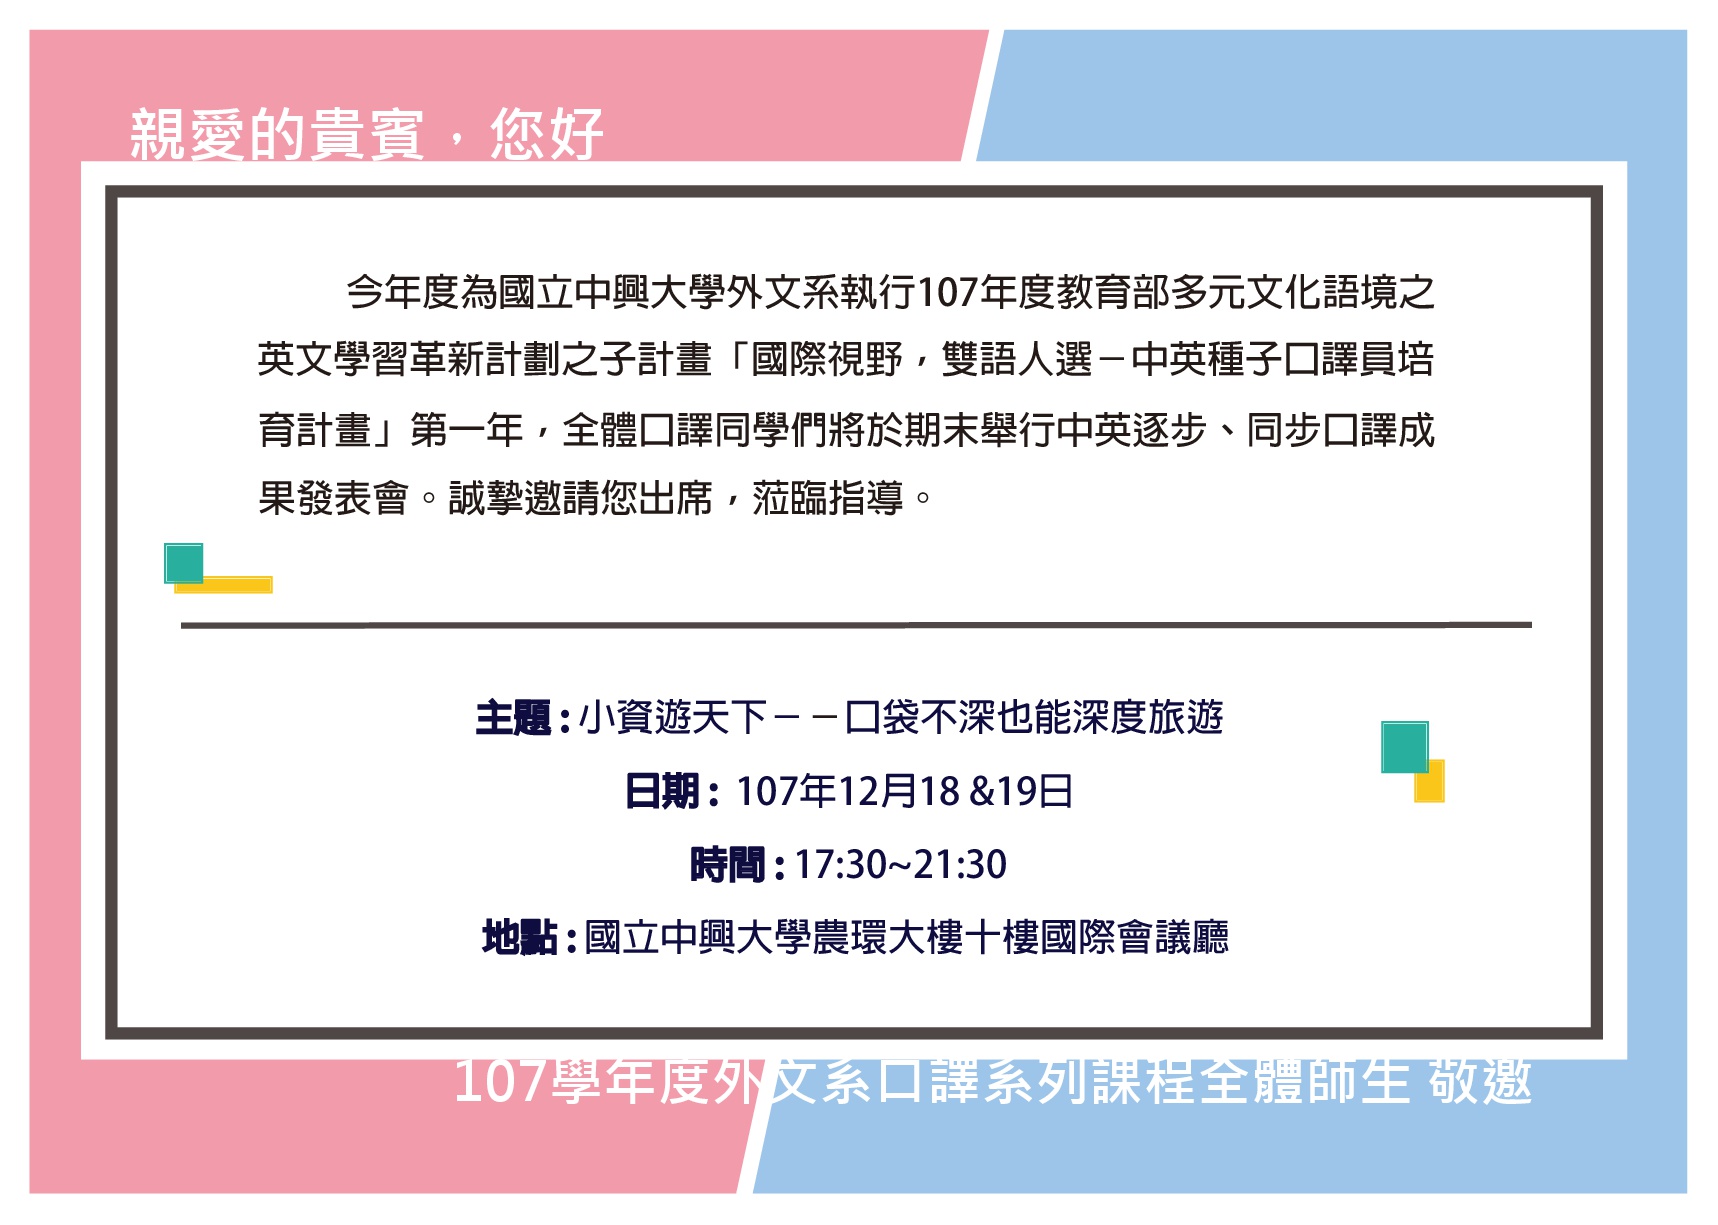 親愛的貴賓，您好
今年度為國立中興大學外文系執行107年度教育部多元文化語境之
英文學習革新計劃之子計畫「國際視野，雙語人選－中英種子口譯員培
育計畫」第一年，全體口譯同學們將於期末舉行中英逐步、同步口譯成
果發表會。誠摯邀請您出席，蒞臨指導。
主題：小資遊天下－－口袋不深也能深度旅遊
日期： 107年12月18 &19日
時間：17:30~21:30
地點：國立中興大學農環大樓十樓國際會議廳
107學年度外文系口譯系列課程全體師生 敬邀